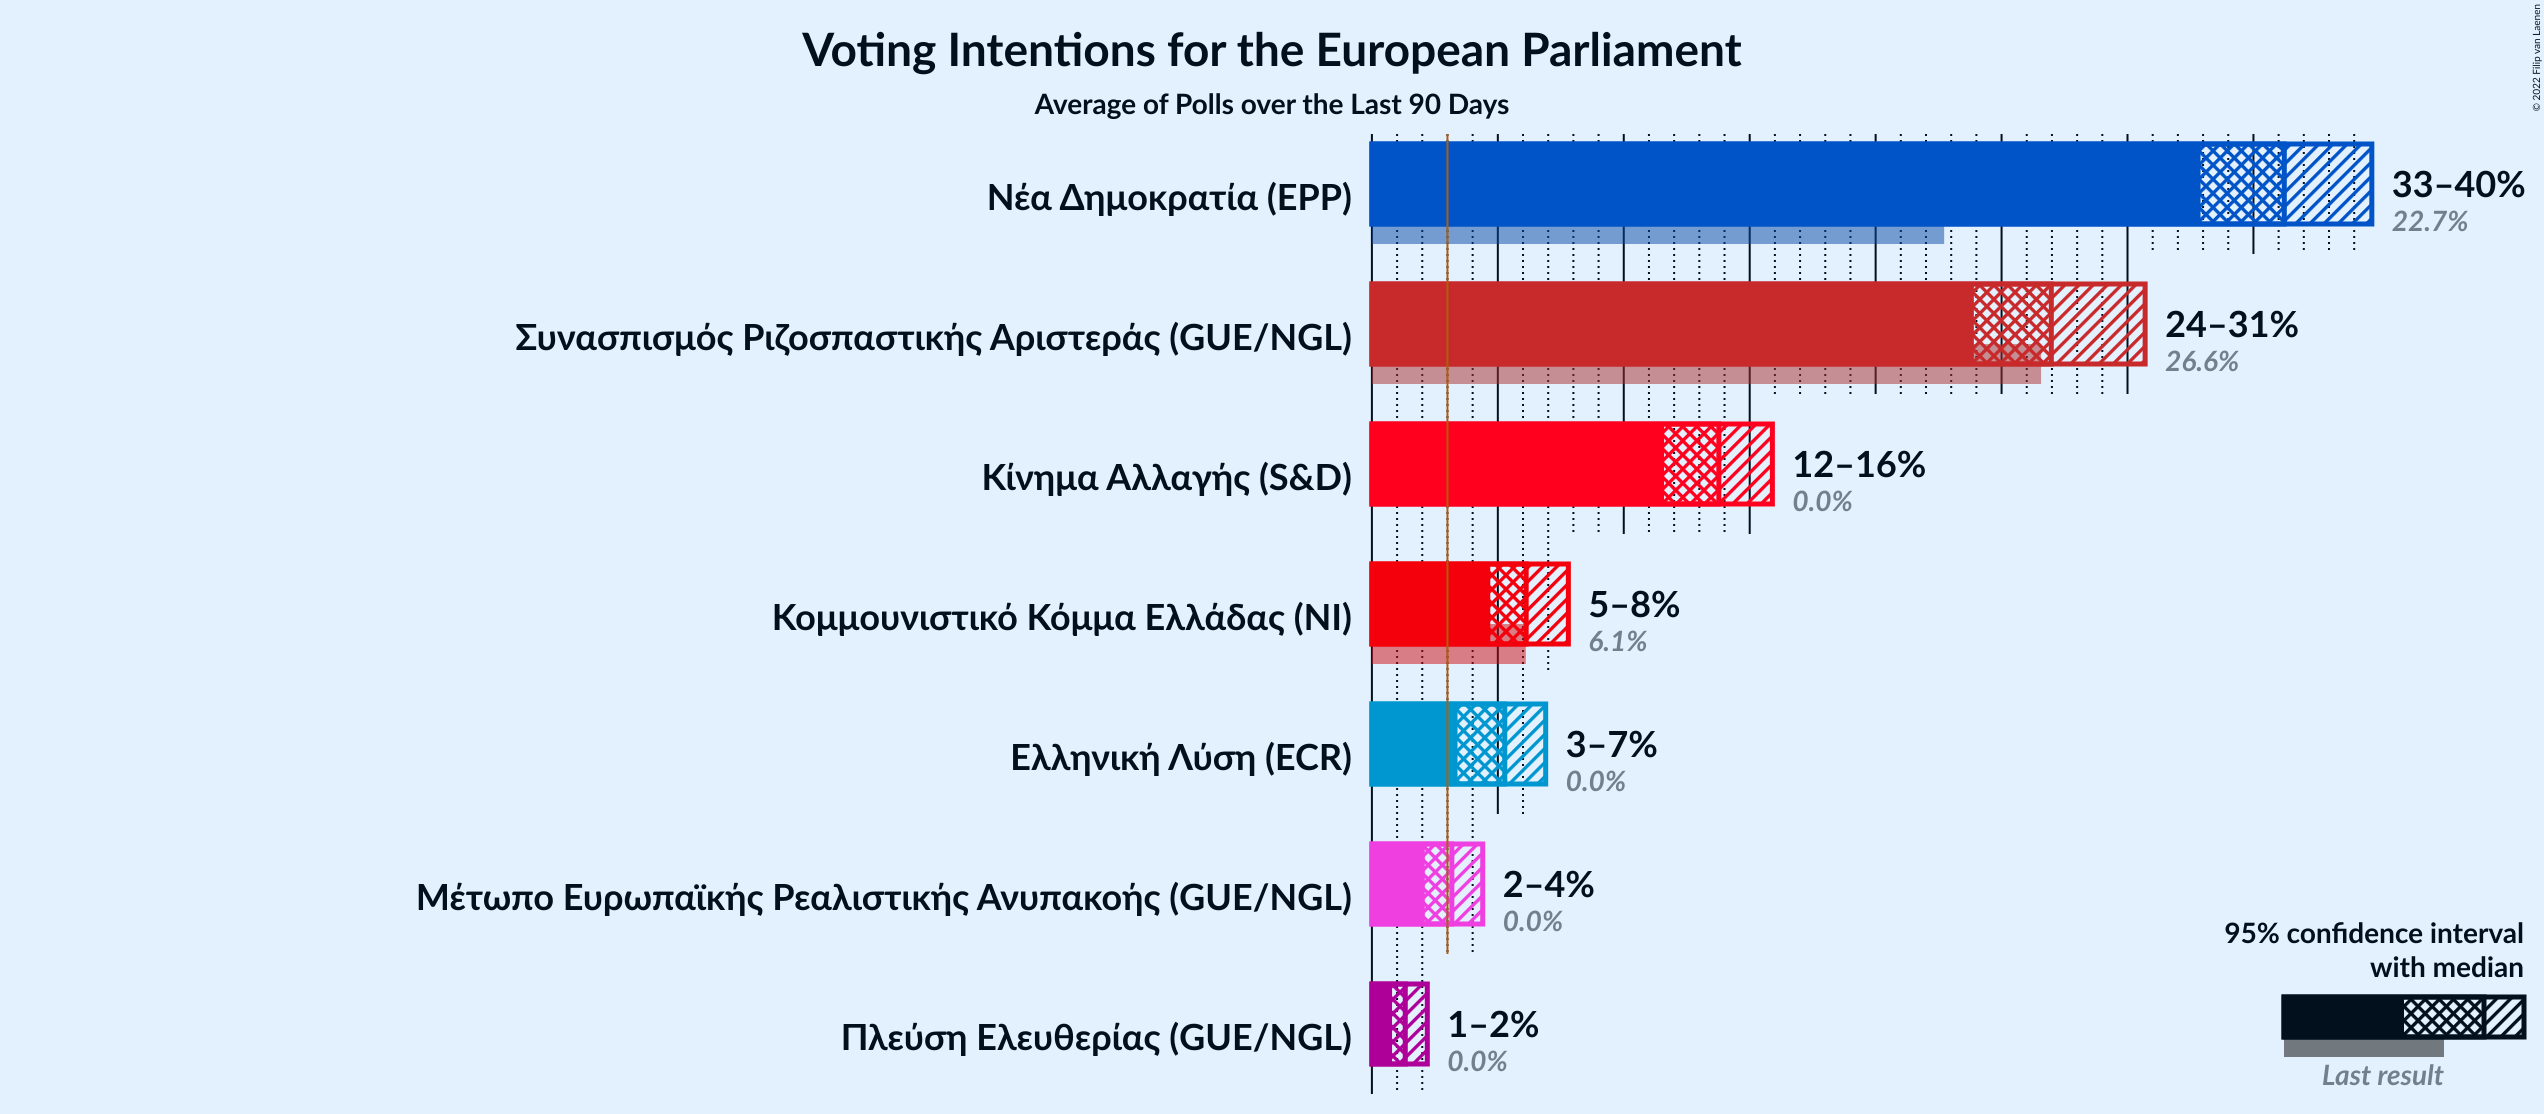 Voting Intentions for the European Parliament
Average of Polls over the Last 90 Days
© 2022 Filip van Laenen
Νέα Δημοκρατία (EPP)
33–40%
22.7%
Συνασπισμός Ριζοσπαστικής Αριστεράς (GUE/NGL)
24–31%
26.6%
Κίνημα Αλλαγής (S&D)
12–16%
0.0%
Κομμουνιστικό Κόμμα Ελλάδας (NI)
5–8%
6.1%
Ελληνική Λύση (ECR)
3–7%
0.0%
Μέτωπο Ευρωπαϊκής Ρεαλιστικής Ανυπακοής (GUE/NGL)
2–4%
0.0%
Πλεύση Ελευθερίας (GUE/NGL)
1–2%
0.0%
95% confidence interval
with median
Last result